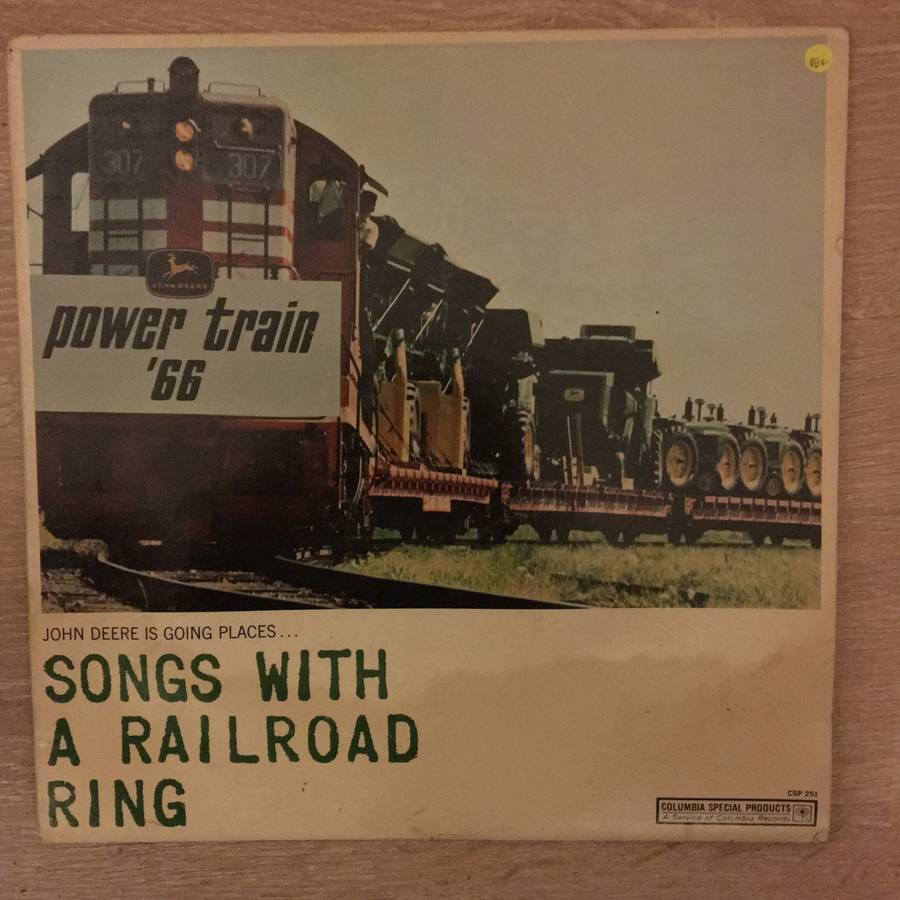 VG+
307
307
JOHN DEERE
power train
'66
JOHN DEERE IS GOING PLACES...
SONGS WITH
A RAILROAD
RING
CSP 251
COLUMBIA SPECIAL PRODUCTS
A Service of Columbia Records